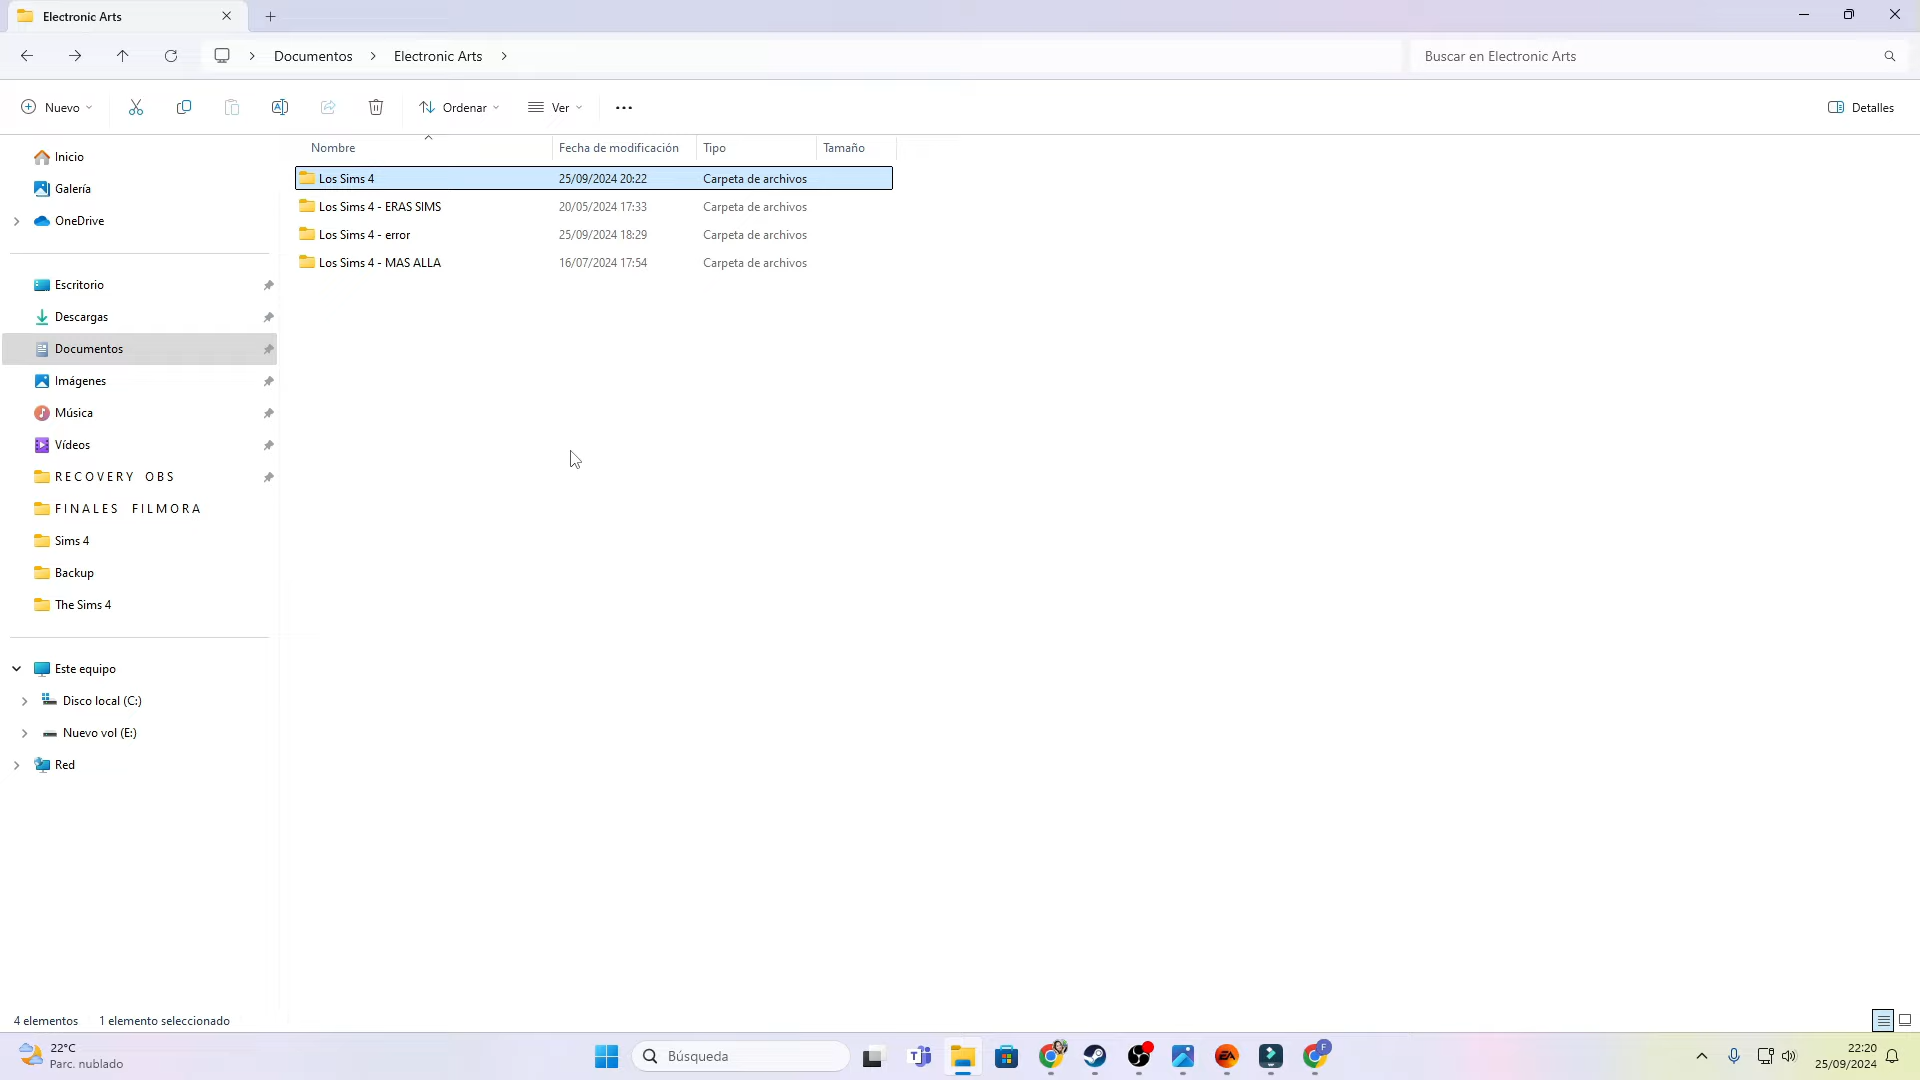 Electronic Arts
Documentos > Electronic Arts >
Buscar en Electronic Arts
Nuevo
Ordenar
Ver
Detalles
Nombre
Fecha de modificación
Tipo
Tamaño
Los Sims 4 25/09/2024 20:22 Carpeta de archivos
Los Sims 4 - ERAS SIMS 20/05/2024 17:33 Carpeta de archivos
Los Sims 4 - error 25/09/2024 18:29 Carpeta de archivos
Los Sims 4 - MAS ALLA 16/07/2024 17:54 Carpeta de archivos
Inicio
Galería
OneDrive
Escritorio
Descargas
Documentos
Imágenes
Música
Vídeos
RECOVERY OBS
FINALES FILMORA
Sims 4
Backup
The Sims 4
Este equipo
Disco local (C:)
Nuevo vol (E:)
Red
4 elementos 1 elemento seleccionado
22°C
Parc. nublado
Búsqueda
22:20
25/09/2024